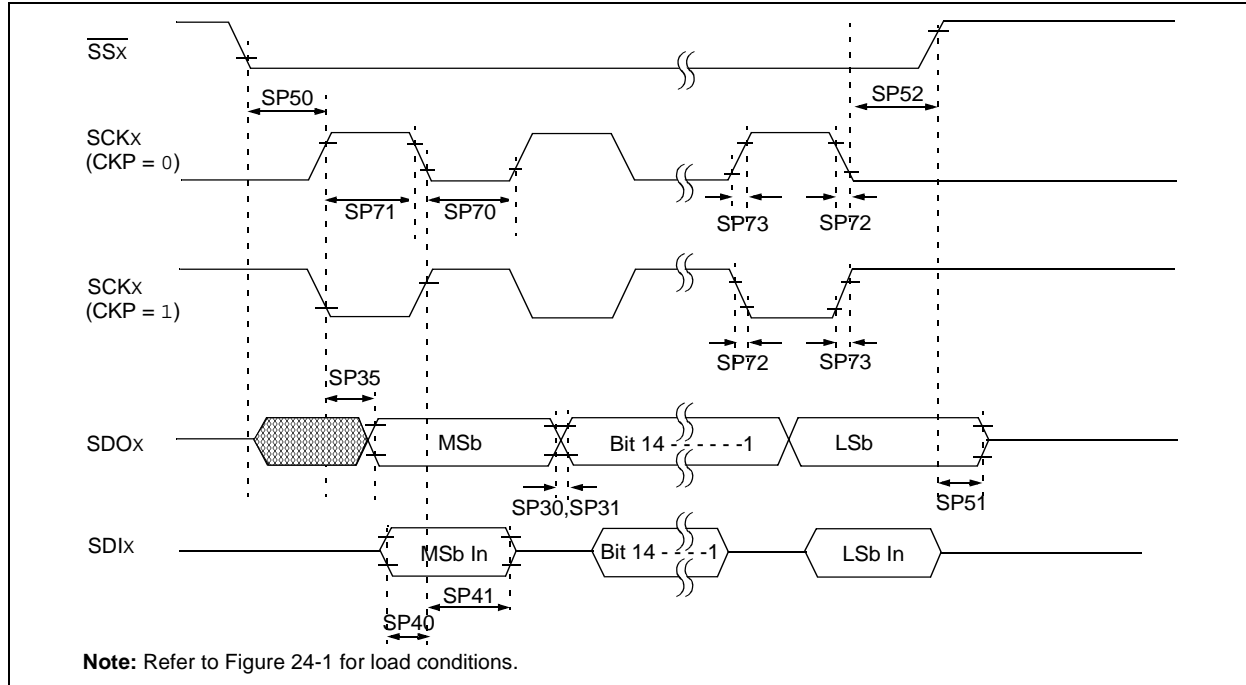 SSX
SP50
SP52
SCKX
(CKP = 0)
SP71
SP70
SP73
SP72
SCKX
(CKP = 1)
SP72
SP73
SP35
SDOX
MSb
Bit 14 - - - - - -1
LSb
SP30,SP31
SP51
SDIX
MSb In
Bit 14 - - - -1
LSb In
SP41
SP40
Note: Refer to Figure 24-1 for load conditions.